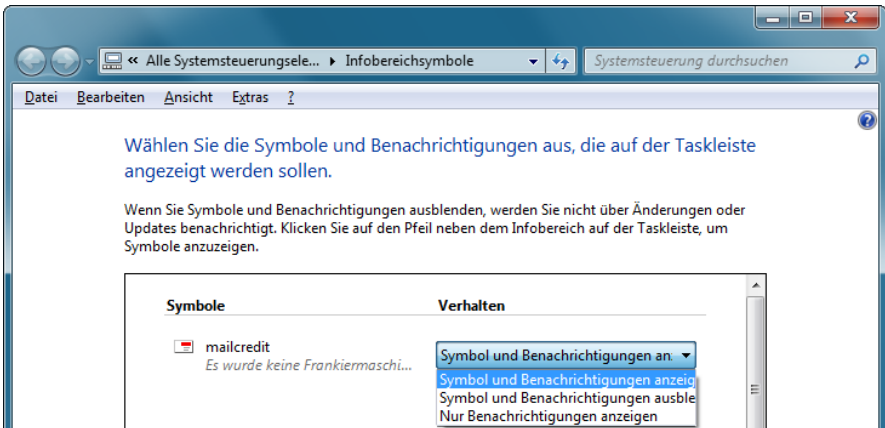 « Alle Systemsteuerungsele... ▸ Infobereichsymbole
Systemsteuerung durchsuchen
Datei Bearbeiten Ansicht Extras ?
Wählen Sie die Symbole und Benachrichtigungen aus, die auf der Taskleiste
angezeigt werden sollen.
Wenn Sie Symbole und Benachrichtigungen ausblenden, werden Sie nicht über Änderungen oder
Updates benachrichtigt. Klicken Sie auf den Pfeil neben dem Infobereich auf der Taskleiste, um
Symbole anzuzeigen.
Symbole Verhalten
mailcredit
Es wurde keine Frankiermaschi...
Symbol und Benachrichtigungen an:
Symbol und Benachrichtigungen anzeig
Symbol und Benachrichtigungen ausble
Nur Benachrichtigungen anzeigen